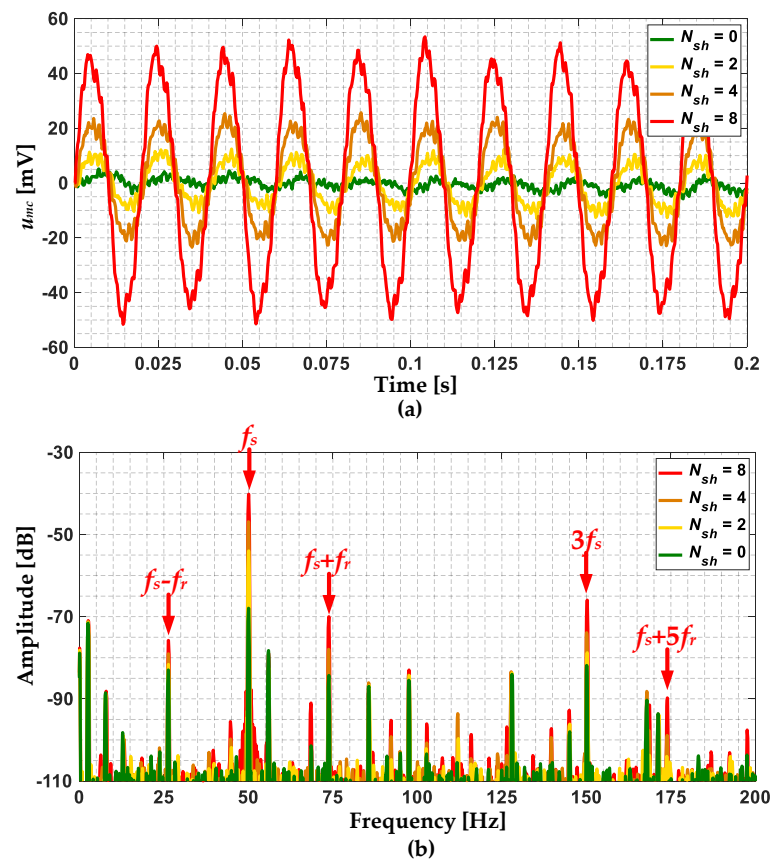 60
40
20
0
-20
-40
-60
u_mc [mV]
N_sh = 0
N_sh = 2
N_sh = 4
N_sh = 8
0 0.025 0.05 0.075 0.1 0.125 0.15 0.175 0.2
Time [s]
(a)
-30
-50
-70
-90
-110
Amplitude [dB]
f_s
f_s-f_r
f_s+f_r
3f_s
f_s+5f_r
N_sh = 8
N_sh = 4
N_sh = 2
N_sh = 0
0 25 50 75 100 125 150 175 200
Frequency [Hz]
(b)